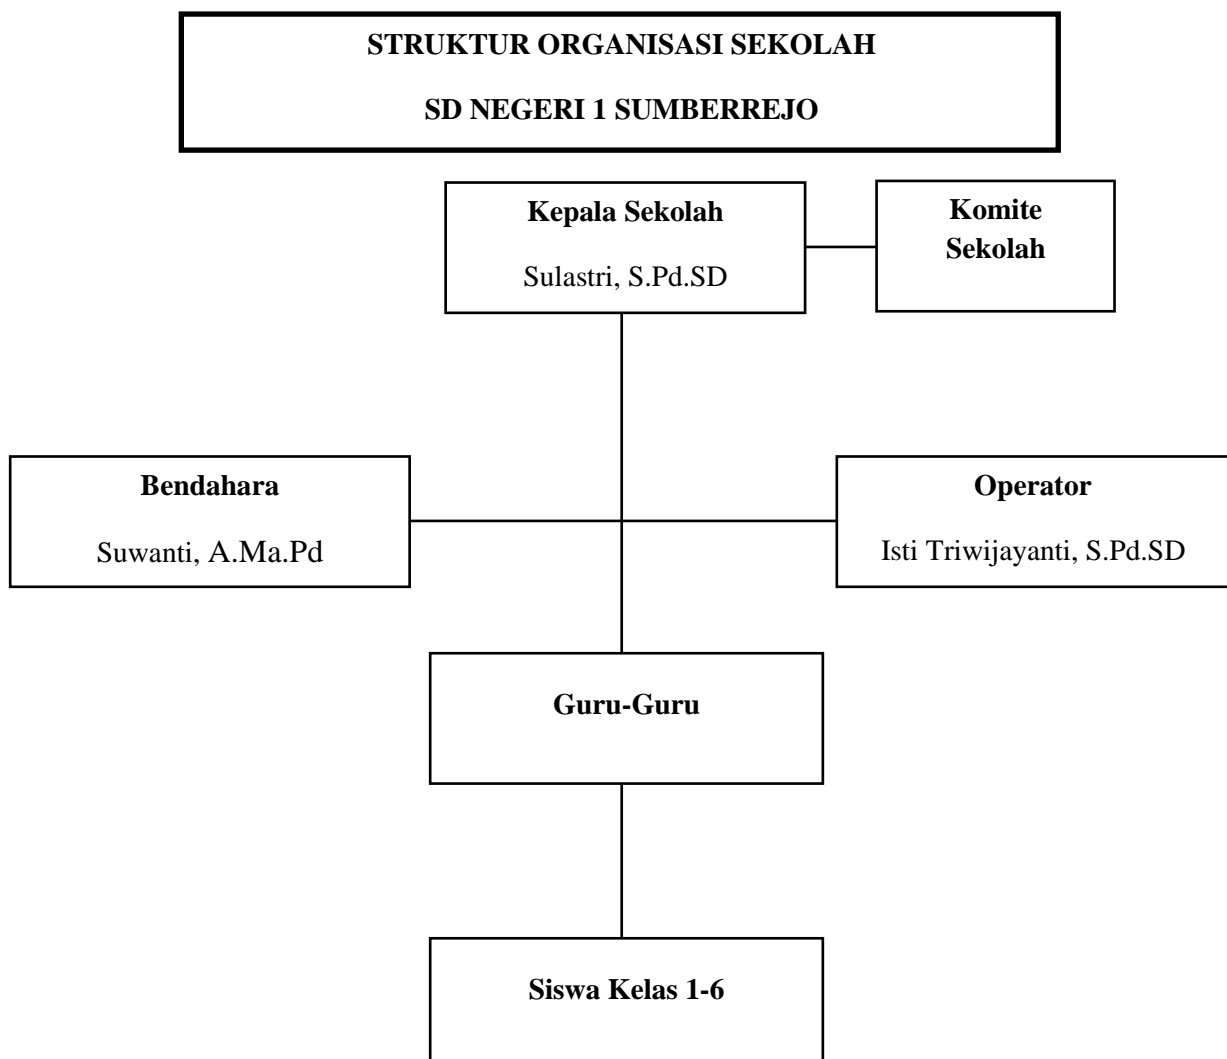 STRUKTUR ORGANISASI SEKOLAH
SD NEGERI 1 SUMBERREJO
Kepala Sekolah
Sulastri, S.Pd.SD
Komite
Sekolah
Bendahara
Suwanti, A.Ma.Pd
Operator
Isti Triwijayanti, S.Pd.SD
Guru-Guru
Siswa Kelas 1-6